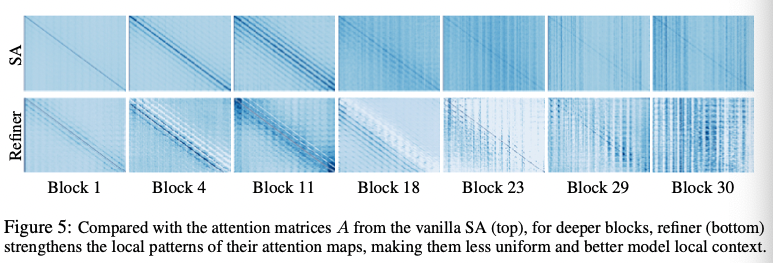 SA
Refiner
Block 1 Block 4 Block 11 Block 18 Block 23 Block 29 Block 30
Figure 5: Compared with the attention matrices A from the vanilla SA (top), for deeper blocks, refiner (bottom)
strengthens the local patterns of their attention maps, making them less uniform and better model local context.